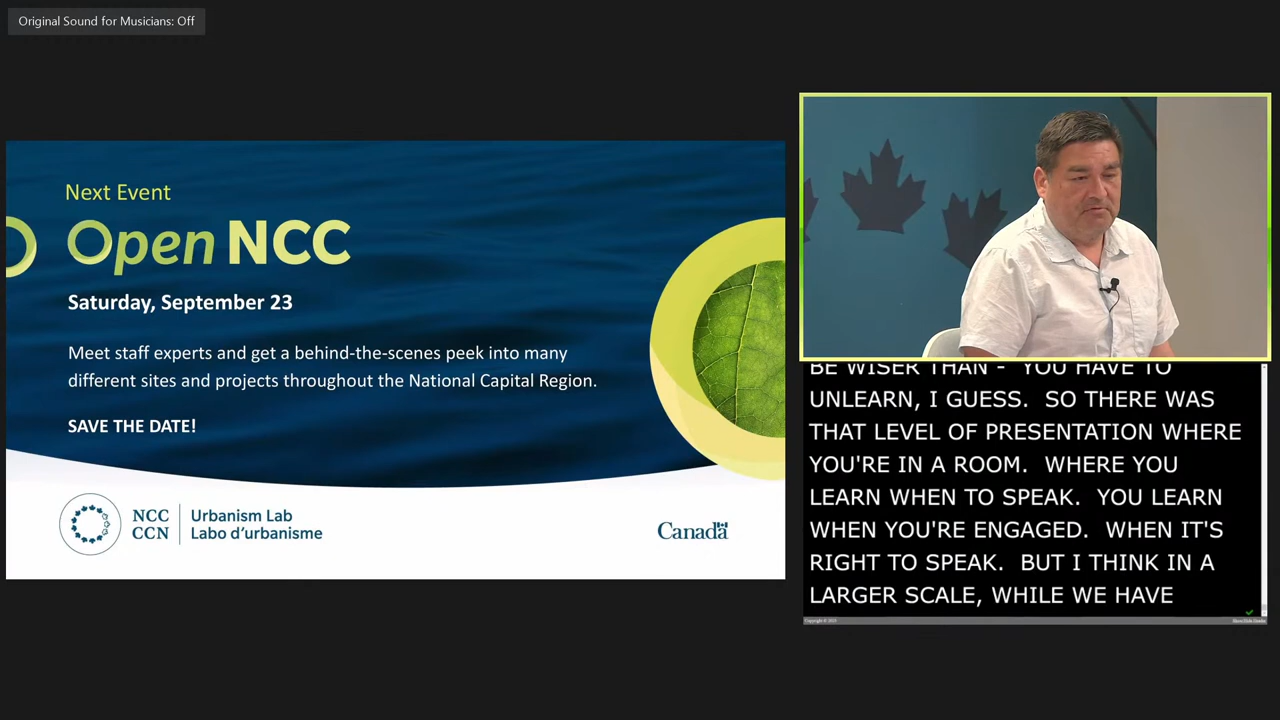 Original Sound for Musicians: Off
Next Event
Open NCC
Saturday, September 23
Meet staff experts and get a behind-the-scenes peek into many
different sites and projects throughout the National Capital Region.
SAVE THE DATE!
NCC
CCN
Urbanism Lab
Labo d'urbanisme
Canada
BE WISER THAN - YOU HAVE TO
UNLEARN, I GUESS. SO THERE WAS
THAT LEVEL OF PRESENTATION WHERE
YOU'RE IN A ROOM. WHERE YOU
LEARN WHEN TO SPEAK. YOU LEARN
WHEN YOU'RE ENGAGED. WHEN IT'S
RIGHT TO SPEAK. BUT I THINK IN A
LARGER SCALE, WHILE WE HAVE